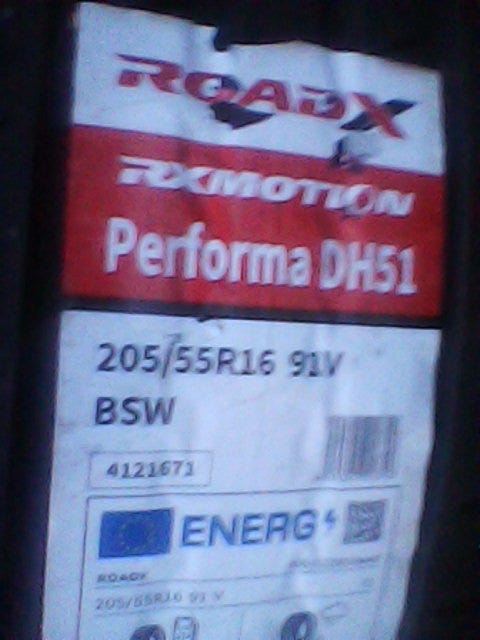 ROADX
RXMOTION
Performa DH51
205/55R16 91V
BSW
4121671
ENERG
ROADX
205/55R16 91 V